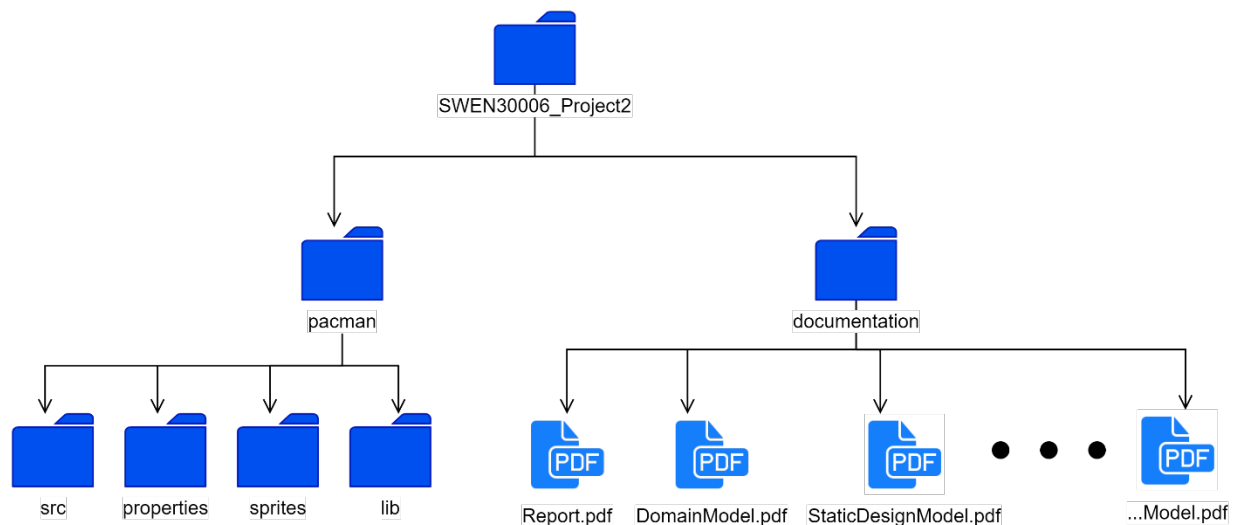 SWEN30006_Project2
pacman
documentation
src
properties
sprites
lib
PDF
PDF
PDF
PDF
Report.pdf
DomainModel.pdf
StaticDesignModel.pdf
...Model.pdf